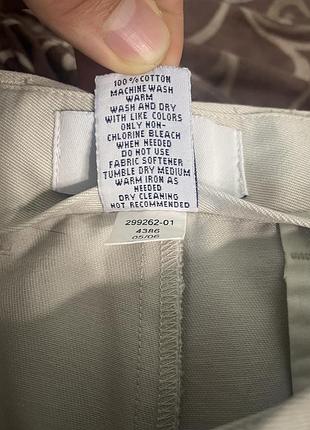 100% COTTON
MACHINE WASH
WARM
WASH AND DRY
WITH LIKE COLORS
ONLY NON-
CHLORINE BLEACH
WHEN NEEDED
DO NOT USE
FABRIC SOFTENER
TUMBLE DRY MEDIUM
WARM IRON AS
NEEDED
DRY CLEANING
NOT RECOMMENDED
299262-01
4386
05/06